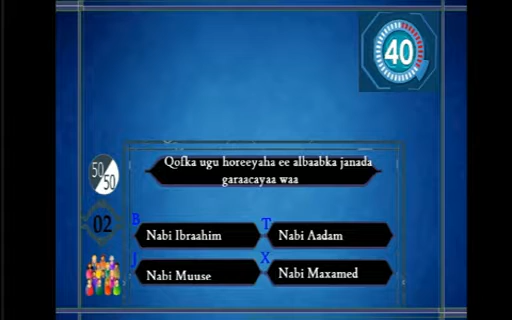 40
Qofka ugu horeeyaha ee albaabka janada
garaacayaa waa
50
50
02
B
Nabi Ibraahim
T
Nabi Aadam
J
Nabi Muuse
X
Nabi Maxamed